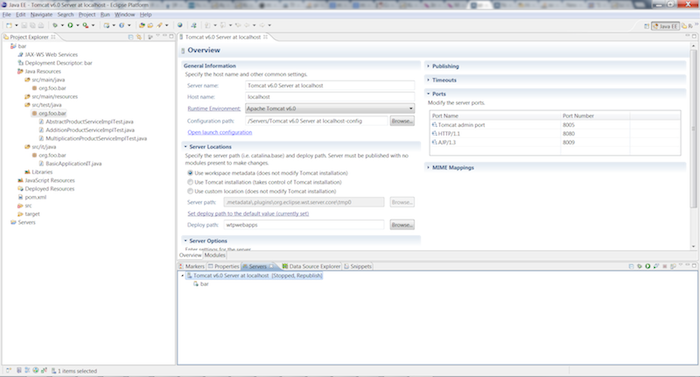 Java EE - Tomcat v6.0 Server at localhost - Eclipse Platform
File Edit Navigate Search Project Run Window Help
Java EE
Project Explorer
bar
JAX-WS Web Services
Deployment Descriptor: bar
Java Resources
src/main/java
org.foo.bar
src/main/resources
src/test/java
org.foo.bar
AbstractProductServiceImplTest.java
AdditionProductServiceImplTest.java
MultiplicationProductServiceImplTest.java
src/it/java
org.foo.bar
BasicApplicationIT.java
Libraries
JavaScript Resources
Deployed Resources
pom.xml
src
target
Servers
Tomcat v6.0 Server at localhost
Overview
General Information
Specify the host name and other common settings.
Server name: Tomcat v6.0 Server at localhost
Host name: localhost
Runtime Environment: Apache Tomcat v6.0
Configuration path: /Servers/Tomcat v6.0 Server at localhost-config Browse...
Open launch configuration
Server Locations
Specify the server path (i.e. catalina.base) and deploy path. Server must be published with no
modules present to make changes.
Use workspace metadata (does not modify Tomcat installation)
Use Tomcat installation (takes control of Tomcat installation)
Use custom location (does not modify Tomcat installation)
Server path: .metadata\.plugins\org.eclipse.wst.server.core\tmp0 Browse...
Set deploy path to the default value (currently set)
Deploy path: wtpwebapps Browse...
Server Options
Enter settings for the server.
Publishing
Timeouts
Ports
Modify the server ports.
Port Name Port Number
Tomcat admin port 8005
HTTP/1.1 8080
AJP/1.3 8009
MIME Mappings
Overview Modules
Markers Properties Servers Data Source Explorer Snippets
Tomcat v6.0 Server at localhost [Stopped, Republish]
bar
1 items selected